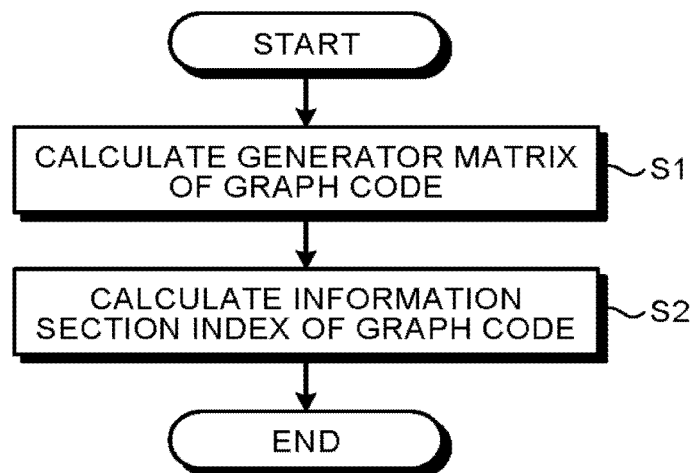 START
CALCULATE GENERATOR MATRIX
OF GRAPH CODE
S1
CALCULATE INFORMATION
SECTION INDEX OF GRAPH CODE
S2
END